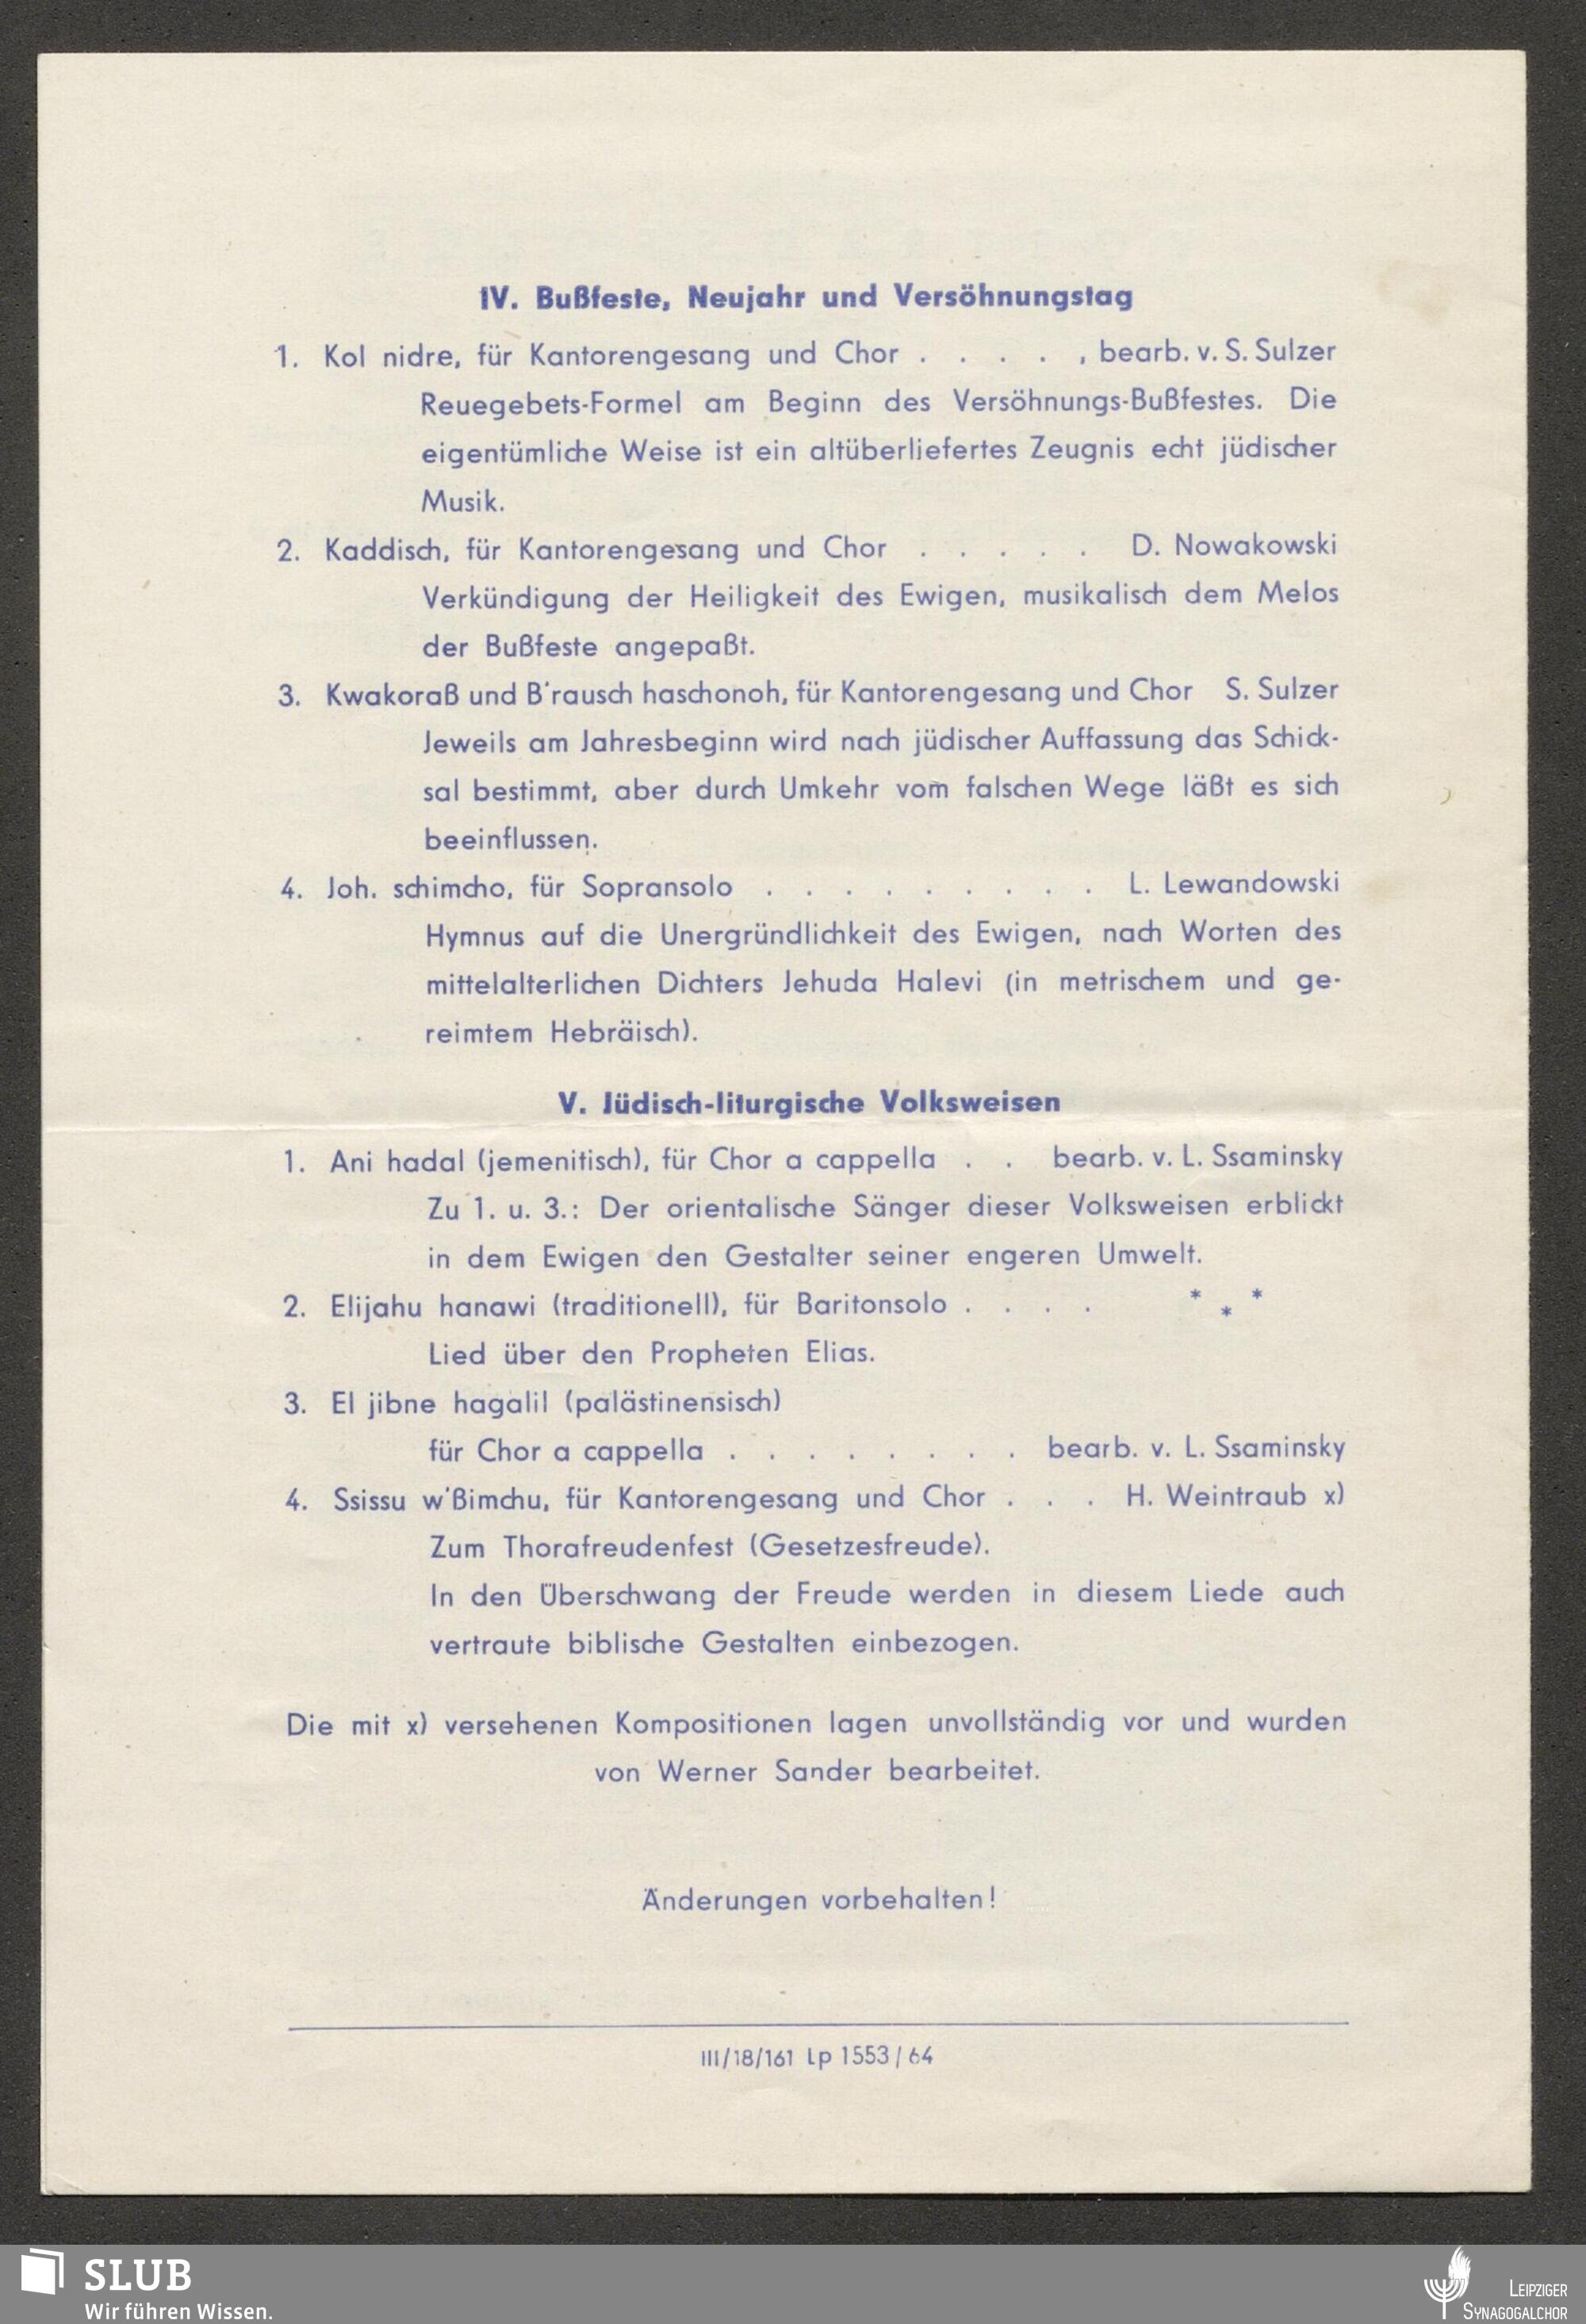 IV. Bußfeste, Neujahr und Versöhnungstag
1. Kol nidre, für Kantorengesang und Chor . . . . , bearb. v. S. Sulzer
Reuegebets-Formel am Beginn des Versöhnungs-Bußfestes. Die
eigentümliche Weise ist ein altüberliefertes Zeugnis echt jüdischer
Musik.
2. Kaddisch, für Kantorengesang und Chor . . . . . D. Nowakowski
Verkündigung der Heiligkeit des Ewigen, musikalisch dem Melos
der Bußfeste angepaßt.
3. Kwakoraß und B'rausch haschonoh, für Kantorengesang und Chor S. Sulzer
Jeweils am Jahresbeginn wird nach jüdischer Auffassung das Schick-
sal bestimmt, aber durch Umkehr vom falschen Wege läßt es sich
beeinflussen.
4. Joh. schimcho, für Sopransolo . . . . . . . . . L. Lewandowski
Hymnus auf die Unergründlichkeit des Ewigen, nach Worten des
mittelalterlichen Dichters Jehuda Halevi (in metrischem und ge-
reimtem Hebräisch).
V. Jüdisch-liturgische Volksweisen
1. Ani hadal (jemenitisch), für Chor a cappella . . bearb. v. L. Ssaminsky
Zu 1. u. 3.: Der orientalische Sänger dieser Volksweisen erblickt
in dem Ewigen den Gestalter seiner engeren Umwelt.
2. Elijahu hanawi (traditionell), für Baritonsolo . . . . * * *
Lied über den Propheten Elias.
3. El jibne hagalil (palästinensisch)
für Chor a cappella . . . . . . . . bearb. v. L. Ssaminsky
4. Ssissu w'ßimchu, für Kantorengesang und Chor . . . H. Weintraub x)
Zum Thorafreudenfest (Gesetzesfreude).
In den Überschwang der Freude werden in diesem Liede auch
vertraute biblische Gestalten einbezogen.
Die mit x) versehenen Kompositionen lagen unvollständig vor und wurden
von Werner Sander bearbeitet.
Änderungen vorbehalten!
III/18/161 Lp 1553/64
SLUB
Wir führen Wissen.
LEIPZIGER
SYNAGOGALCHOR